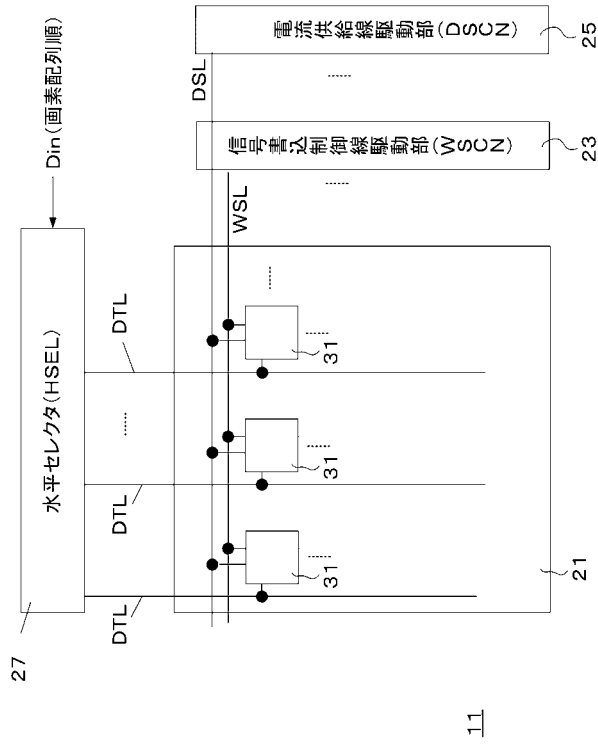 Din(画素配列順)
水平セレクタ(HSEL)
27
DTL
DTL
DTL
DSL
WSL
31
31
31
21
信号書込制御線駆動部(WSCN)
23
電流供給線駆動部(DSCN)
25
11